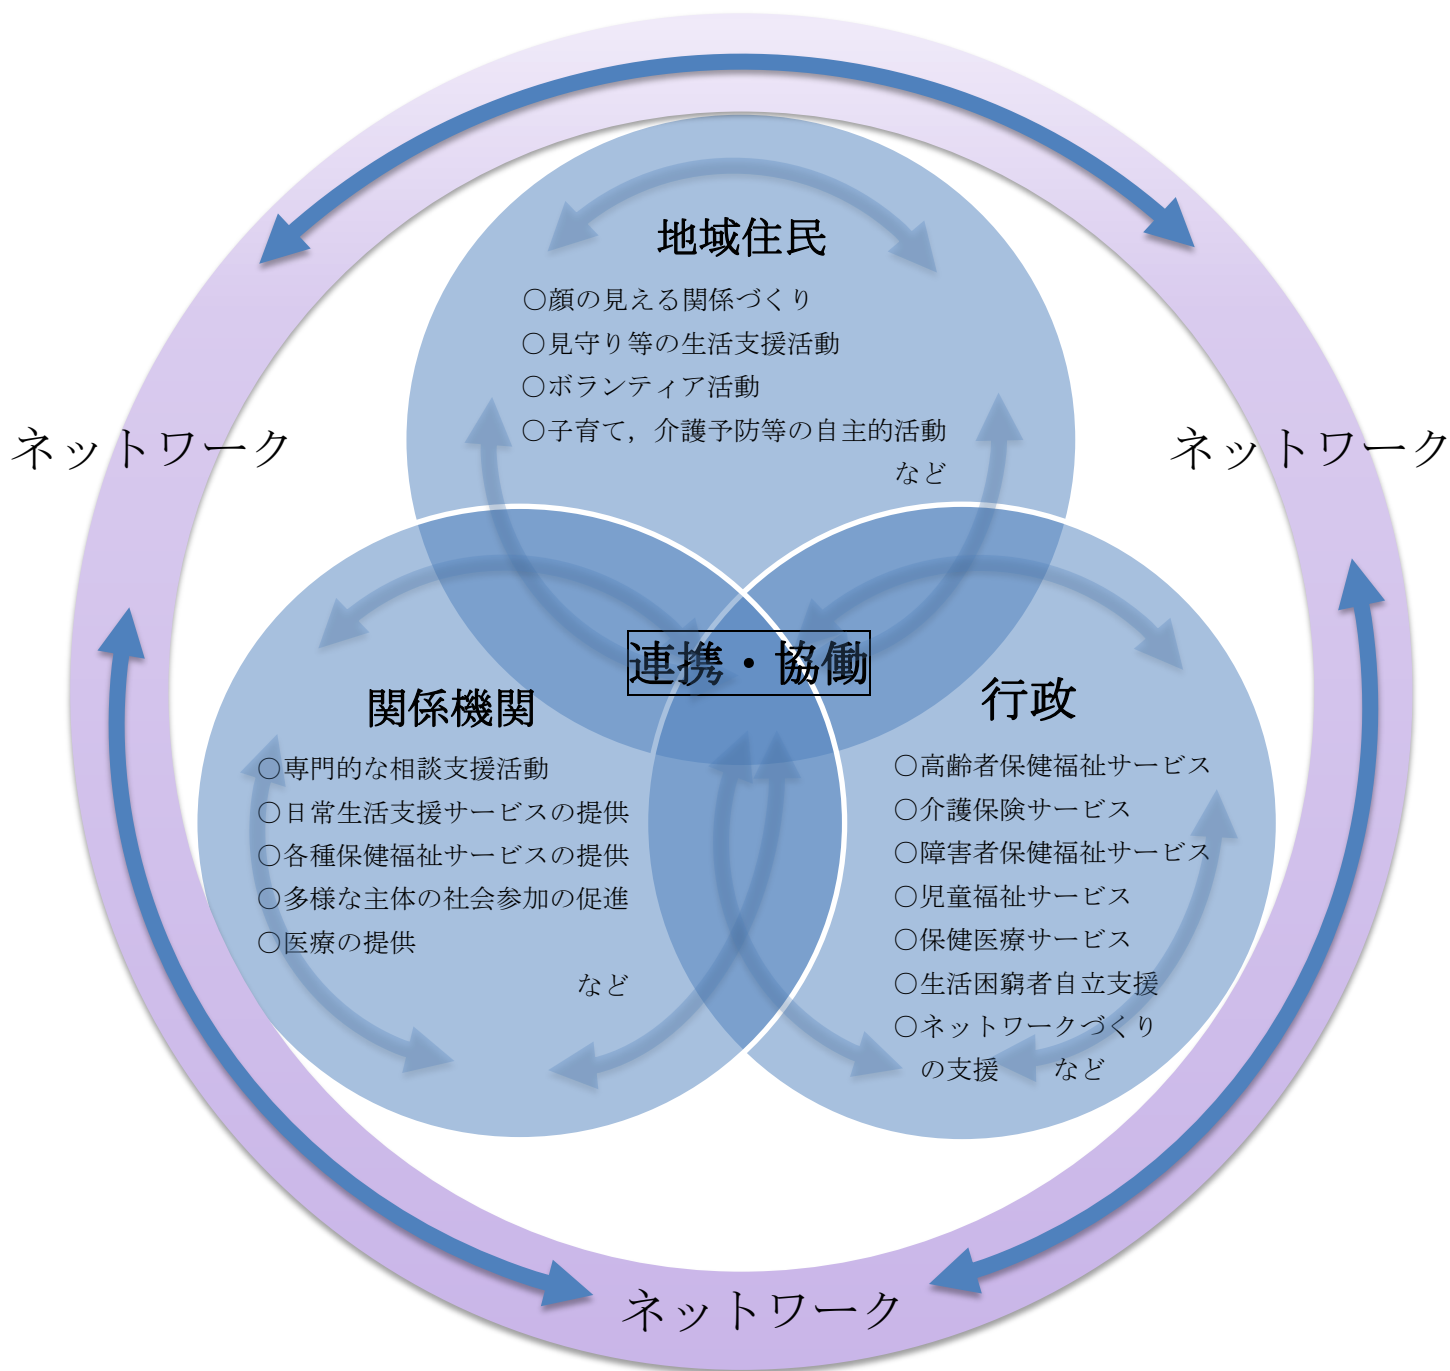 地域住民
○顔の見える関係づくり
○見守り等の生活支援活動
○ボランティア活動
○子育て，介護予防等の自主的活動
など
ネットワーク
ネットワーク
連携・協働
関係機関
○専門的な相談支援活動
○日常生活支援サービスの提供
○各種保健福祉サービスの提供
○多様な主体の社会参加の促進
○医療の提供
など
行政
○高齢者保健福祉サービス
○介護保険サービス
○障害者保健福祉サービス
○児童福祉サービス
○保健医療サービス
○生活困窮者自立支援
○ネットワークづくり
の支援　　など
ネットワーク